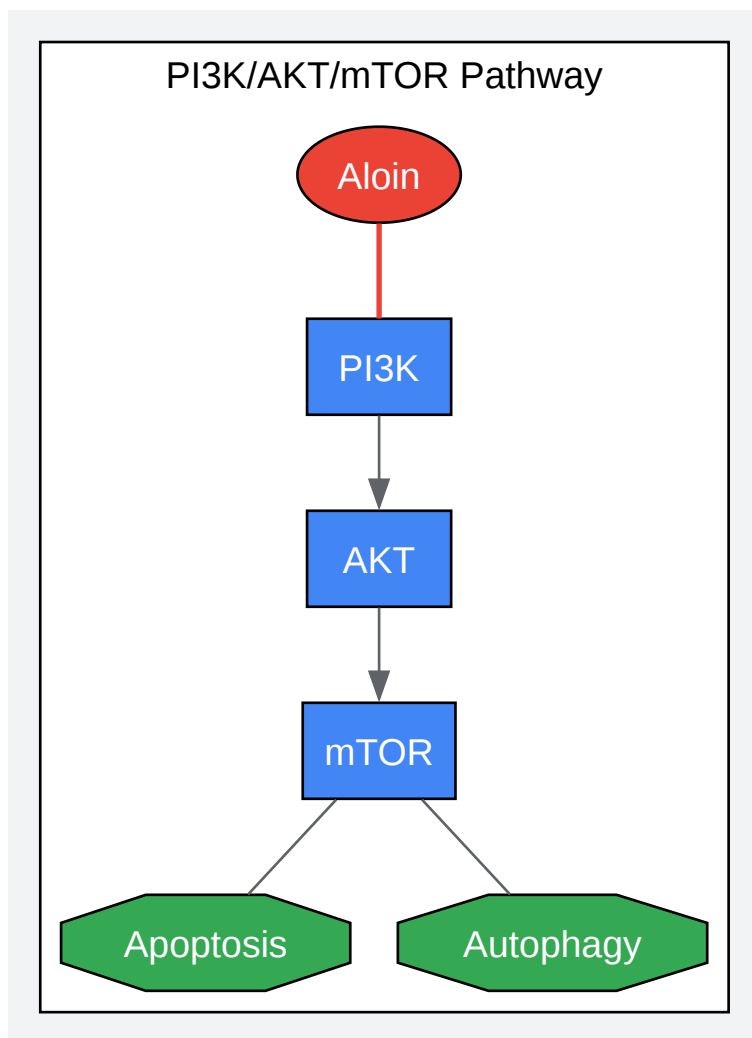 PI3K/AKT/mTOR Pathway
Aloin
PI3K
AKT
mTOR
Apoptosis
Autophagy